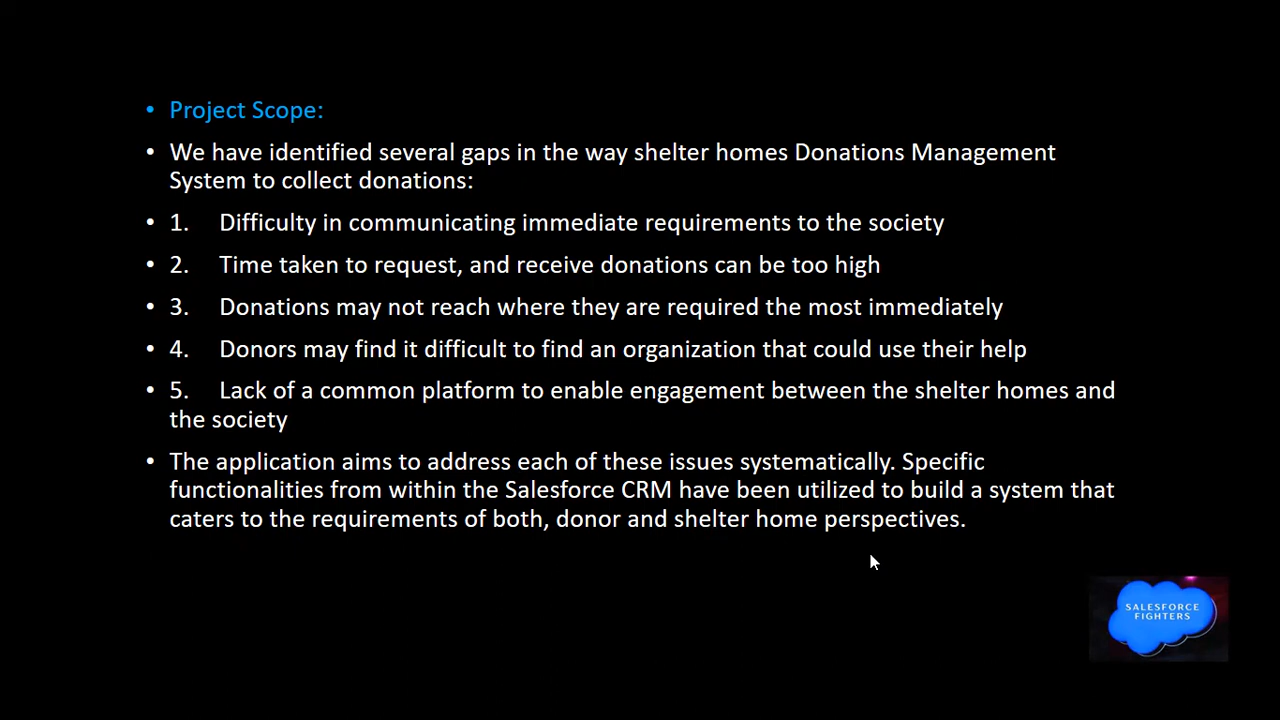 • Project Scope:
• We have identified several gaps in the way shelter homes Donations Management
System to collect donations:
• 1. Difficulty in communicating immediate requirements to the society
• 2. Time taken to request, and receive donations can be too high
• 3. Donations may not reach where they are required the most immediately
• 4. Donors may find it difficult to find an organization that could use their help
• 5. Lack of a common platform to enable engagement between the shelter homes and
the society
• The application aims to address each of these issues systematically. Specific
functionalities from within the Salesforce CRM have been utilized to build a system that
caters to the requirements of both, donor and shelter home perspectives.
SALESFORCE
FIGHTERS